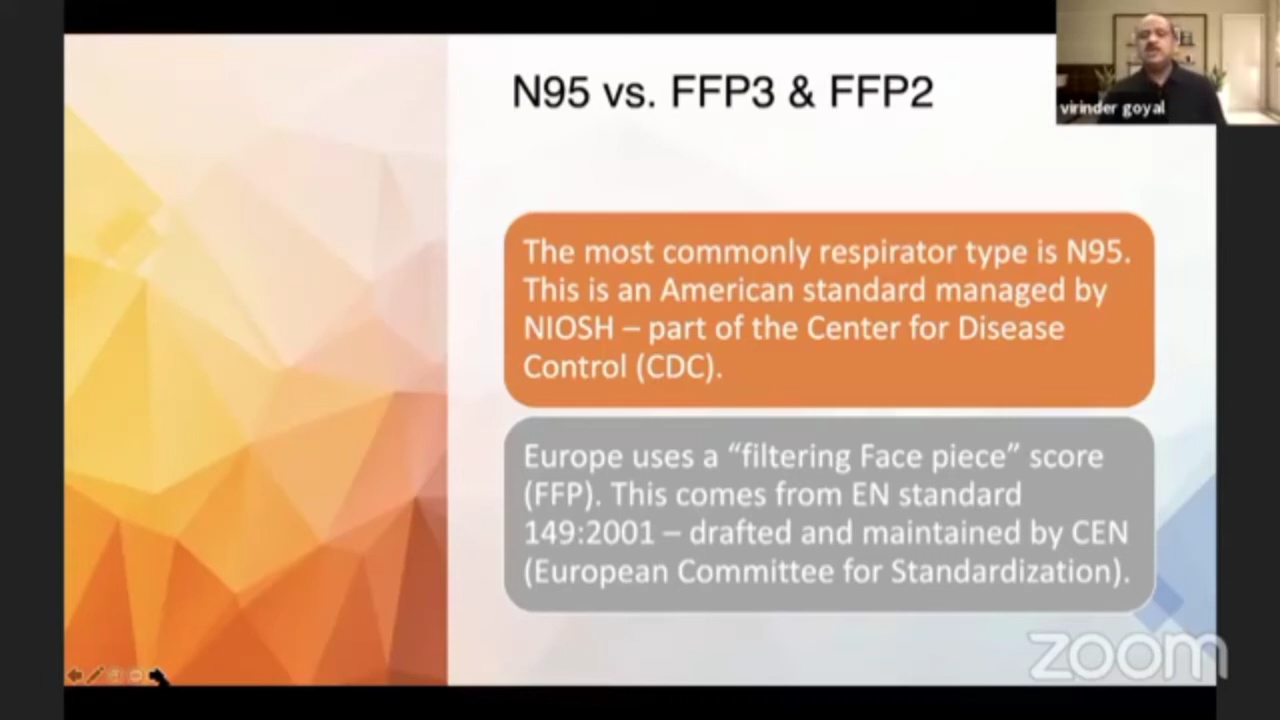 N95 vs. FFP3 & FFP2
virinder goyal
The most commonly respirator type is N95.
This is an American standard managed by
NIOSH – part of the Center for Disease
Control (CDC).
Europe uses a “filtering Face piece” score
(FFP). This comes from EN standard
149:2001 – drafted and maintained by CEN
(European Committee for Standardization).
zoom